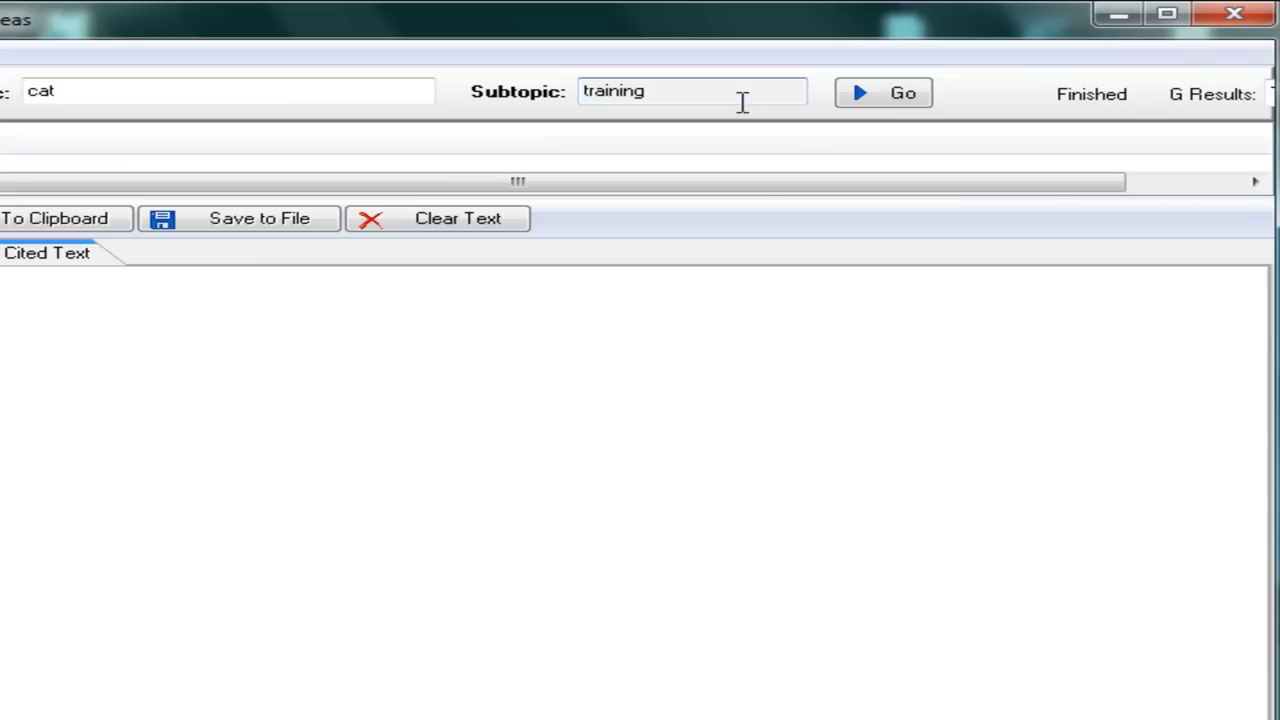 eas
c: cat Subtopic: training Go Finished G Results:
To Clipboard Save to File Clear Text
Cited Text